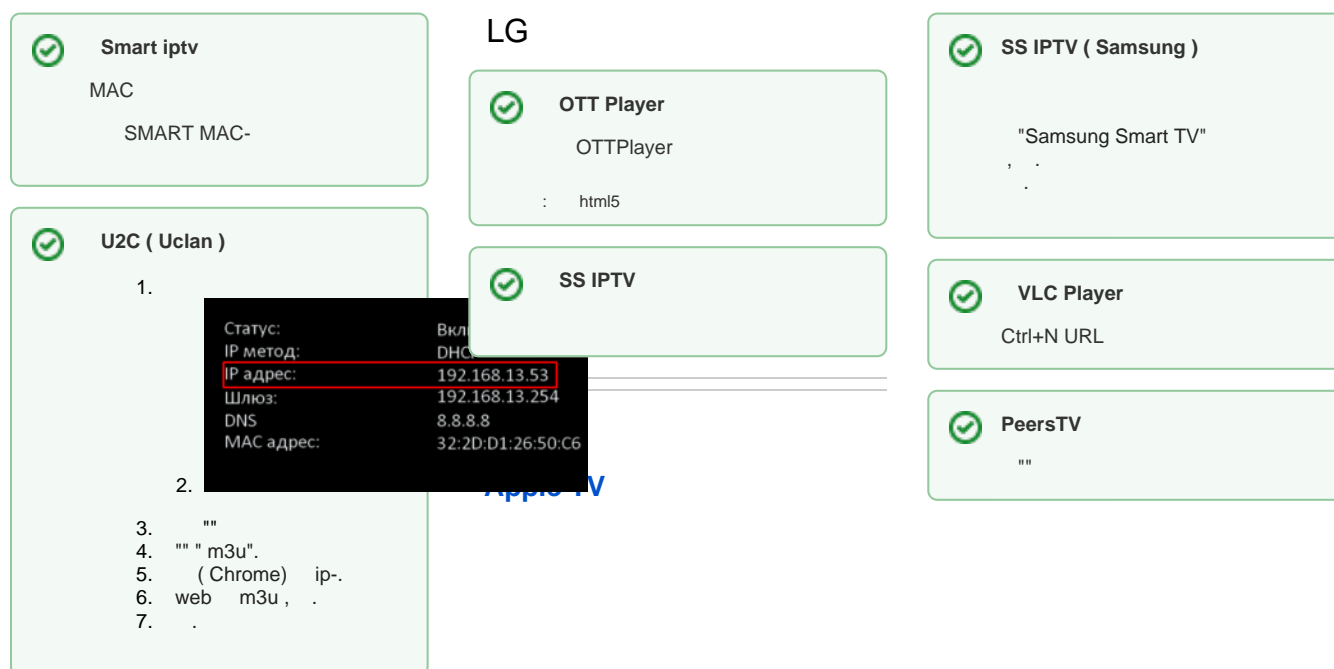 Smart iptv
MAC
SMART MAC-
U2C ( Uclan )
1.
Статус:
IP метод:
IP адрес: 192.168.13.53
Шлюз: 192.168.13.254
DNS 8.8.8.8
MAC адрес: 32:2D:D1:26:50:C6
2.
3. ""
4. "" " m3u".
5. ( Chrome) ip-.
6. web m3u , .
7. .
LG
OTT Player
OTTPlayer
: html5
SS IPTV
Apple TV
SS IPTV ( Samsung )
"Samsung Smart TV"
, .
.
VLC Player
Ctrl+N URL
PeersTV
""